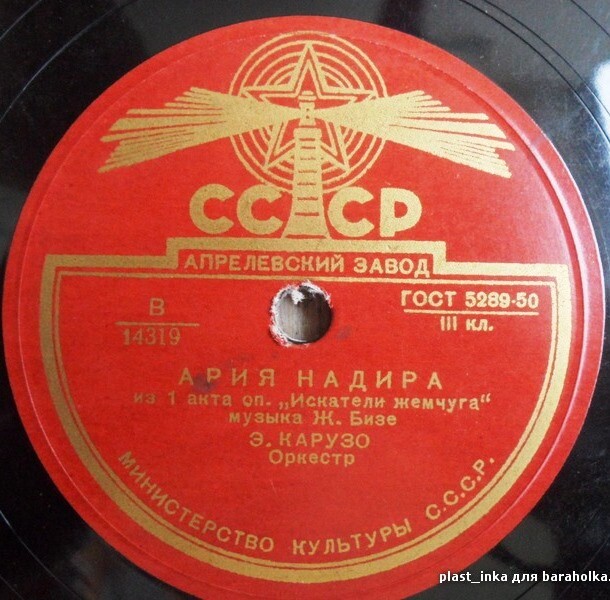 СССР
АПРЕЛЕВСКИЙ ЗАВОД
В
14319
ГОСТ 5289-50
III кл.
АРИЯ НАДИРА
из 1 акта оп. „Искатели жемчуга“
музыка Ж. Бизе
Э. КАРУЗО
Оркестр
МИНИСТЕРСТВО КУЛЬТУРЫ С.С.С.Р.
plast_inka для baraholka.